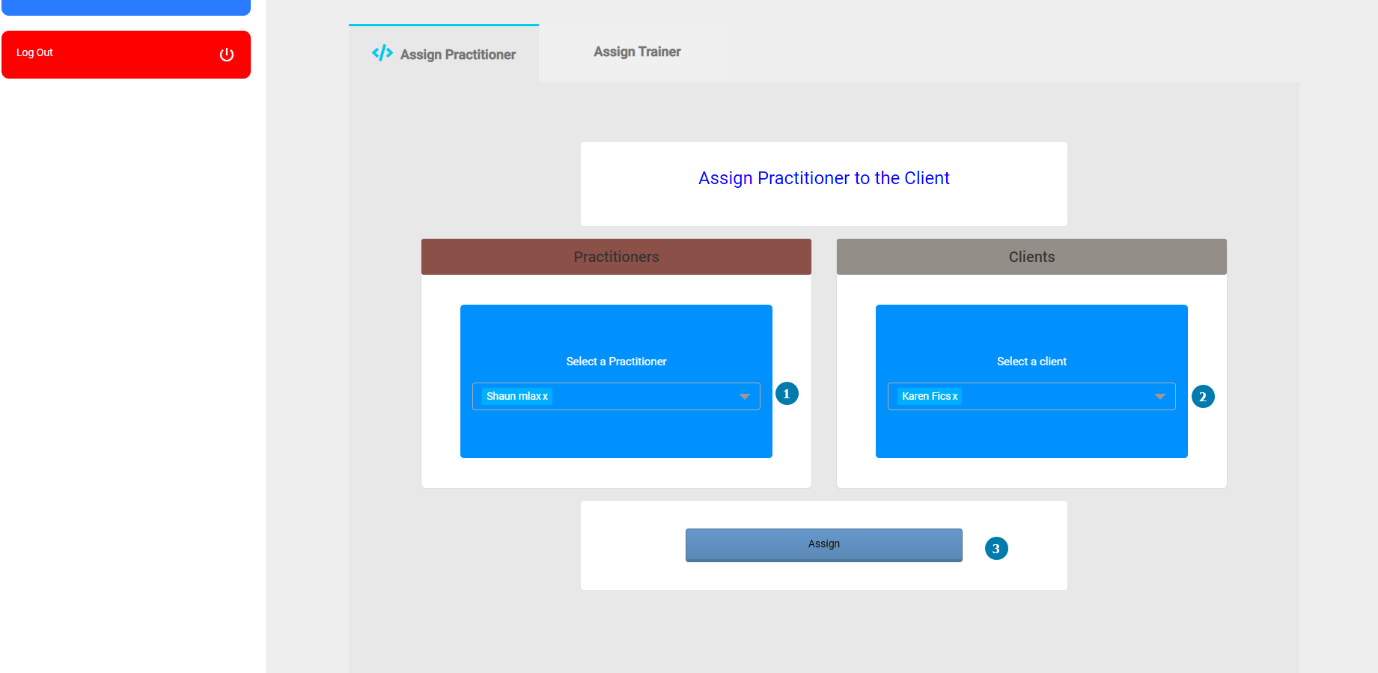 Log Out
</> Assign Practitioner
Assign Trainer
Assign Practitioner to the Client
Practitioners
Clients
Select a Practitioner
Shaun mlax x
1
Select a client
Karen Fics x
2
Assign
3